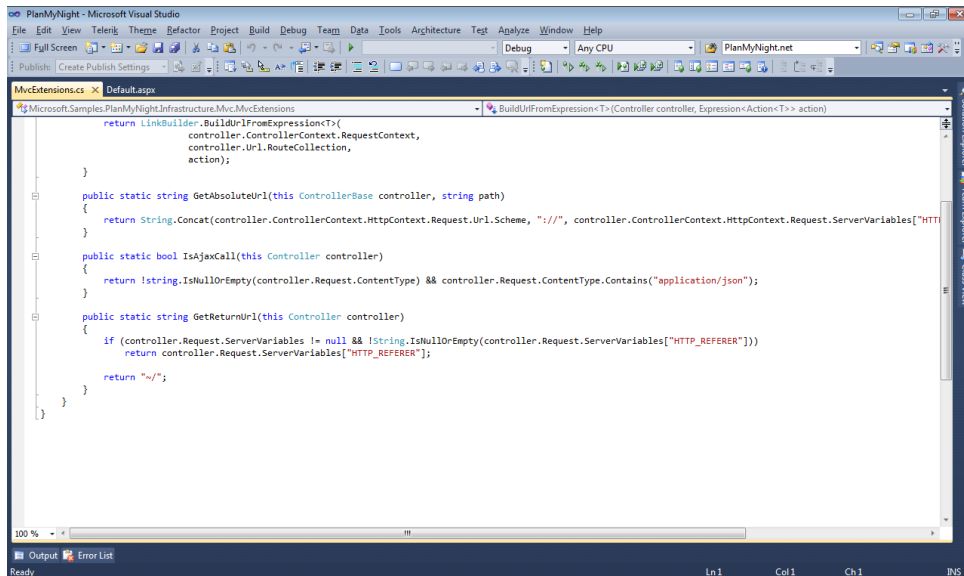 PlanMyNight - Microsoft Visual Studio
File Edit View Telerik Theme Refactor Project Build Debug Team Data Tools Architecture Test Analyze Window Help
Full Screen Debug Any CPU PlanMyNight.net
Publish: Create Publish Settings
MvcExtensions.cs Default.aspx
Microsoft.Samples.PlanMyNight.Infrastructure.Mvc.MvcExtensions BuildUrlFromExpression<T>(Controller controller, Expression<Action<T>> action)
return LinkBuilder.BuildUrlFromExpression<T>(
controller.ControllerContext.RequestContext,
controller.Url.RouteCollection,
action);
}
public static string GetAbsoluteUrl(this ControllerBase controller, string path)
{
return String.Concat(controller.ControllerContext.HttpContext.Request.Url.Scheme, "://", controller.ControllerContext.HttpContext.Request.ServerVariables["HTT
}
public static bool IsAjaxCall(this Controller controller)
{
return !string.IsNullOrEmpty(controller.Request.ContentType) && controller.Request.ContentType.Contains("application/json");
}
public static string GetReturnUrl(this Controller controller)
{
if (controller.Request.ServerVariables != null && !String.IsNullOrEmpty(controller.Request.ServerVariables["HTTP_REFERER"]))
return controller.Request.ServerVariables["HTTP_REFERER"];
return "~/";
}
}
}
100 %
Output Error List
Ready Ln 1 Col 1 Ch 1 INS